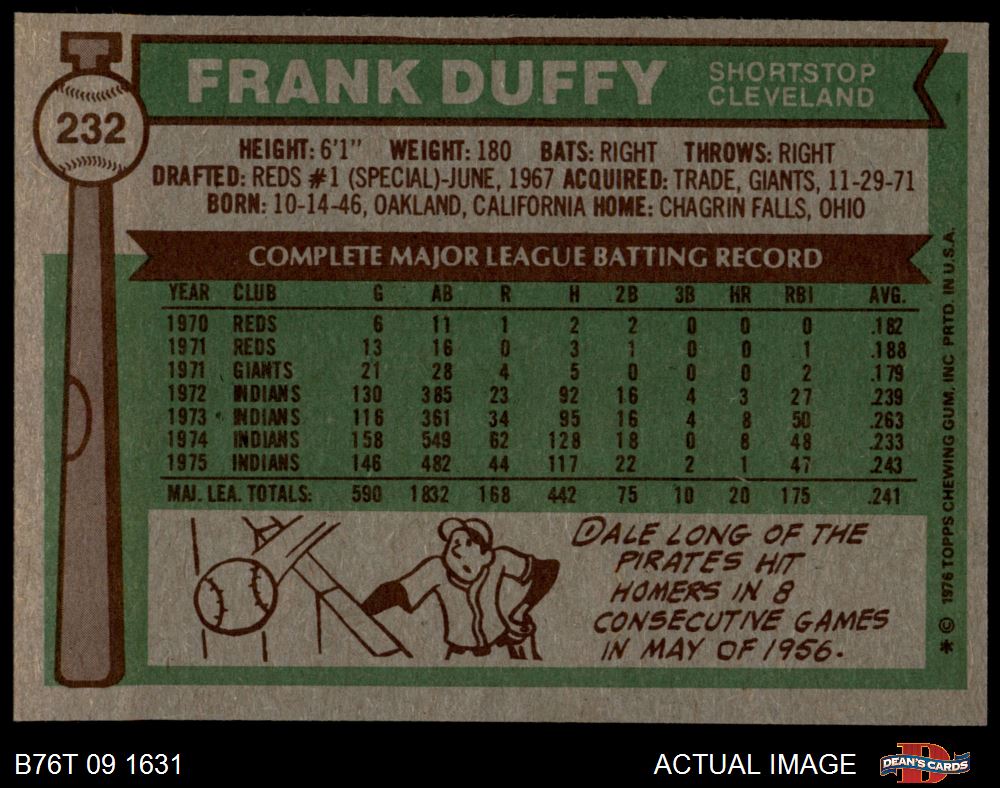 232
FRANK DUFFY
SHORTSTOP
CLEVELAND
HEIGHT: 6'1" WEIGHT: 180 BATS: RIGHT THROWS: RIGHT
DRAFTED: REDS #1 (SPECIAL)-JUNE, 1967 ACQUIRED: TRADE, GIANTS, 11-29-71
BORN: 10-14-46, OAKLAND, CALIFORNIA HOME: CHAGRIN FALLS, OHIO
COMPLETE MAJOR LEAGUE BATTING RECORD
YEAR CLUB G AB R H 2B 3B HR RBI AVG.
1970 REDS 6 11 1 2 2 0 0 0 .182
1971 REDS 13 16 0 3 1 0 0 1 .188
1971 GIANTS 21 28 4 5 0 0 0 2 .179
1972 INDIANS 130 385 23 92 16 4 3 27 .239
1973 INDIANS 116 361 34 95 16 4 8 50 .263
1974 INDIANS 158 549 62 128 18 0 8 48 .233
1975 INDIANS 146 482 44 117 22 2 1 47 .243
MAJ. LEA. TOTALS: 590 1832 168 442 75 10 20 175 .241
DALE LONG OF THE
PIRATES HIT
HOMERS IN 8
CONSECUTIVE GAMES
IN MAY OF 1956.
* © 1976 TOPPS CHEWING GUM, INC PRTD. IN U.S.A.
B76T 09 1631
ACTUAL IMAGE
DEAN'S CARDS